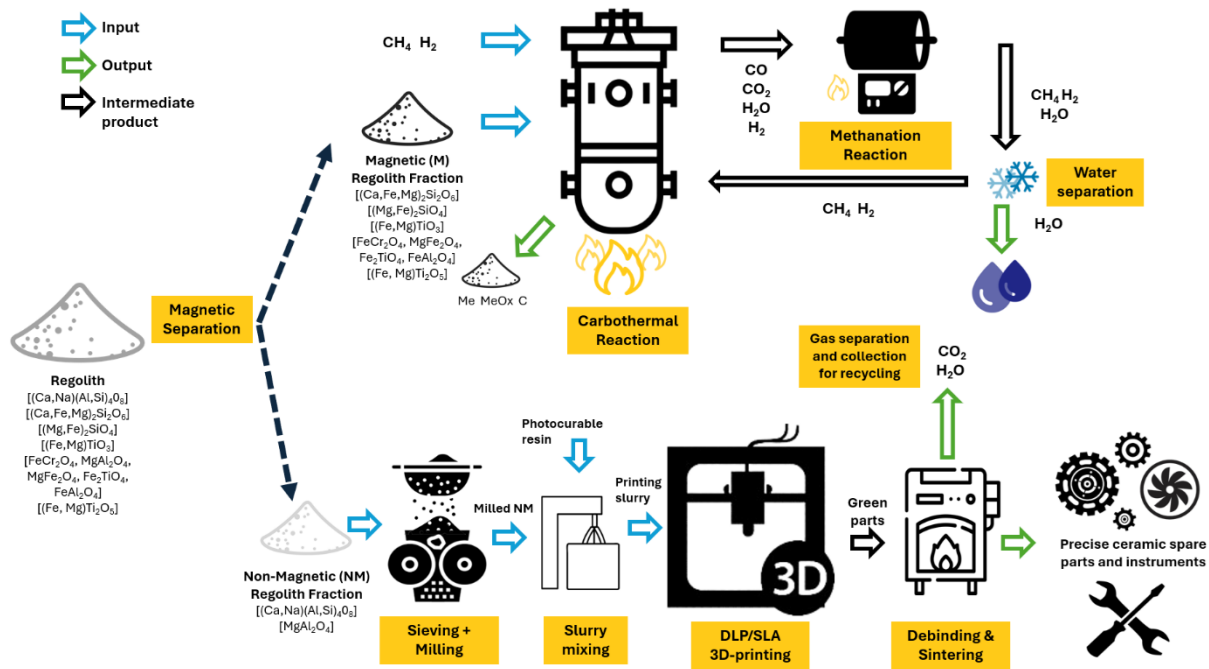 Input
Output
Intermediate
product
CH₄ H₂
Magnetic (M)
Regolith Fraction
[(Ca,Fe,Mg)₂Si₂O₆]
[(Mg,Fe)₂SiO₄]
[(Fe,Mg)TiO₃]
[FeCr₂O₄, MgFe₂O₄,
Fe₂TiO₄, FeAl₂O₄]
[(Fe, Mg)Ti₂O₅]
Me MeOx C
Carbothermal
Reaction
CO
CO₂
H₂O
H₂
Methanation
Reaction
CH₄ H₂
H₂O
Water
separation
CH₄ H₂
H₂O
Magnetic
Separation
Regolith
[(Ca,Na)(Al,Si)₄0₈]
[(Ca,Fe,Mg)₂Si₂O₆]
[(Mg,Fe)₂SiO₄]
[(Fe,Mg)TiO₃]
[FeCr₂O₄, MgAl₂O₄,
MgFe₂O₄, Fe₂TiO₄,
FeAl₂O₄]
[(Fe, Mg)Ti₂O₅]
Non-Magnetic (NM)
Regolith Fraction
[(Ca,Na)(Al,Si)₄0₈]
[MgAl₂O₄]
Sieving +
Milling
Milled NM
Photocurable
resin
Slurry
mixing
Printing
slurry
3D
DLP/SLA
3D-printing
Green
parts
Gas separation
and collection
for recycling
CO₂
H₂O
Debinding &
Sintering
Precise ceramic spare
parts and instruments